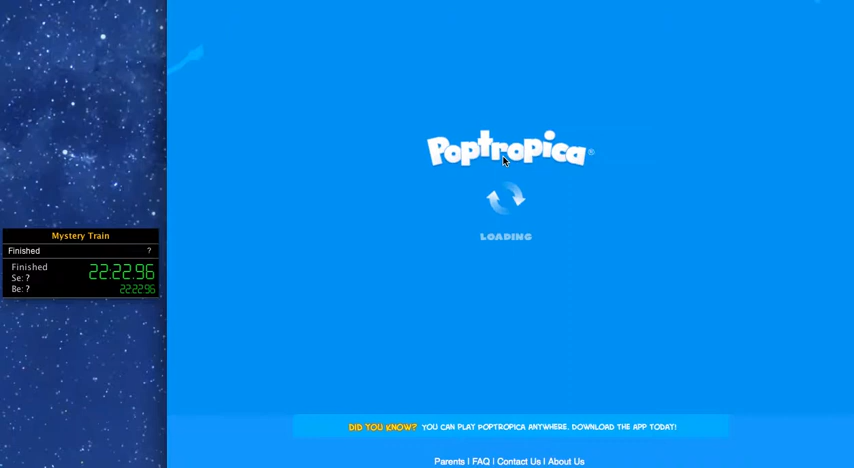 Poptropica®
LOADING
Mystery Train
Finished ?
Finished 22:22.96
Se: ?
Be: ? 22:22.96
DID YOU KNOW? YOU CAN PLAY POPTROPICA ANYWHERE. DOWNLOAD THE APP TODAY!
Parents | FAQ | Contact Us | About Us